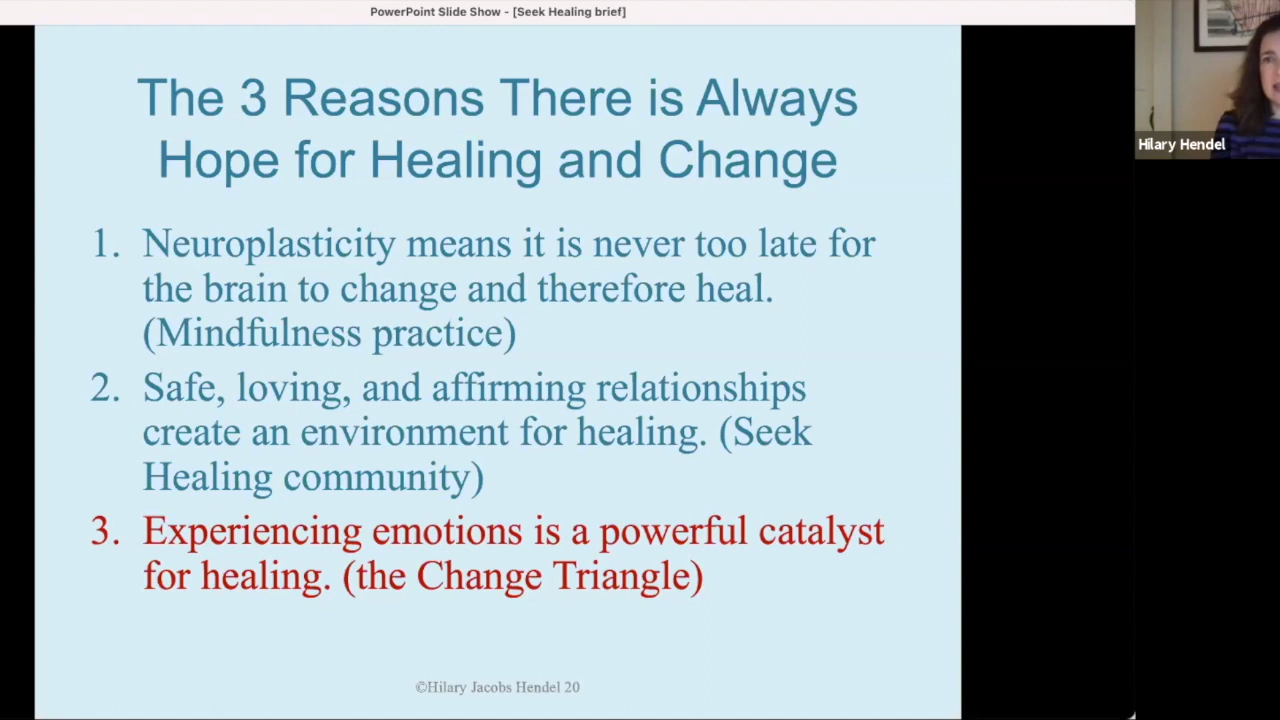 PowerPoint Slide Show - [Seek Healing brief]
The 3 Reasons There is Always
Hope for Healing and Change
1. Neuroplasticity means it is never too late for
the brain to change and therefore heal.
(Mindfulness practice)
2. Safe, loving, and affirming relationships
create an environment for healing. (Seek
Healing community)
3. Experiencing emotions is a powerful catalyst
for healing. (the Change Triangle)
©Hilary Jacobs Hendel 20
Hilary Hendel